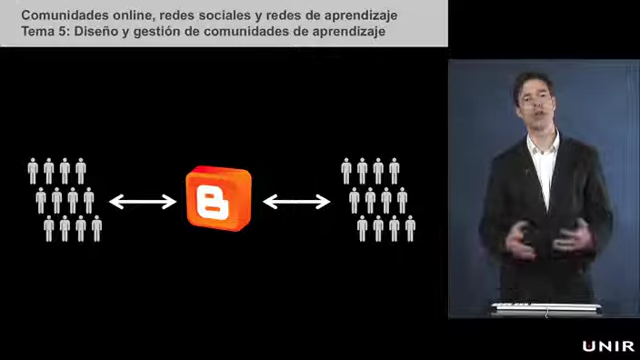 Comunidades online, redes sociales y redes de aprendizaje
Tema 5: Diseño y gestión de comunidades de aprendizaje
B
UNIR